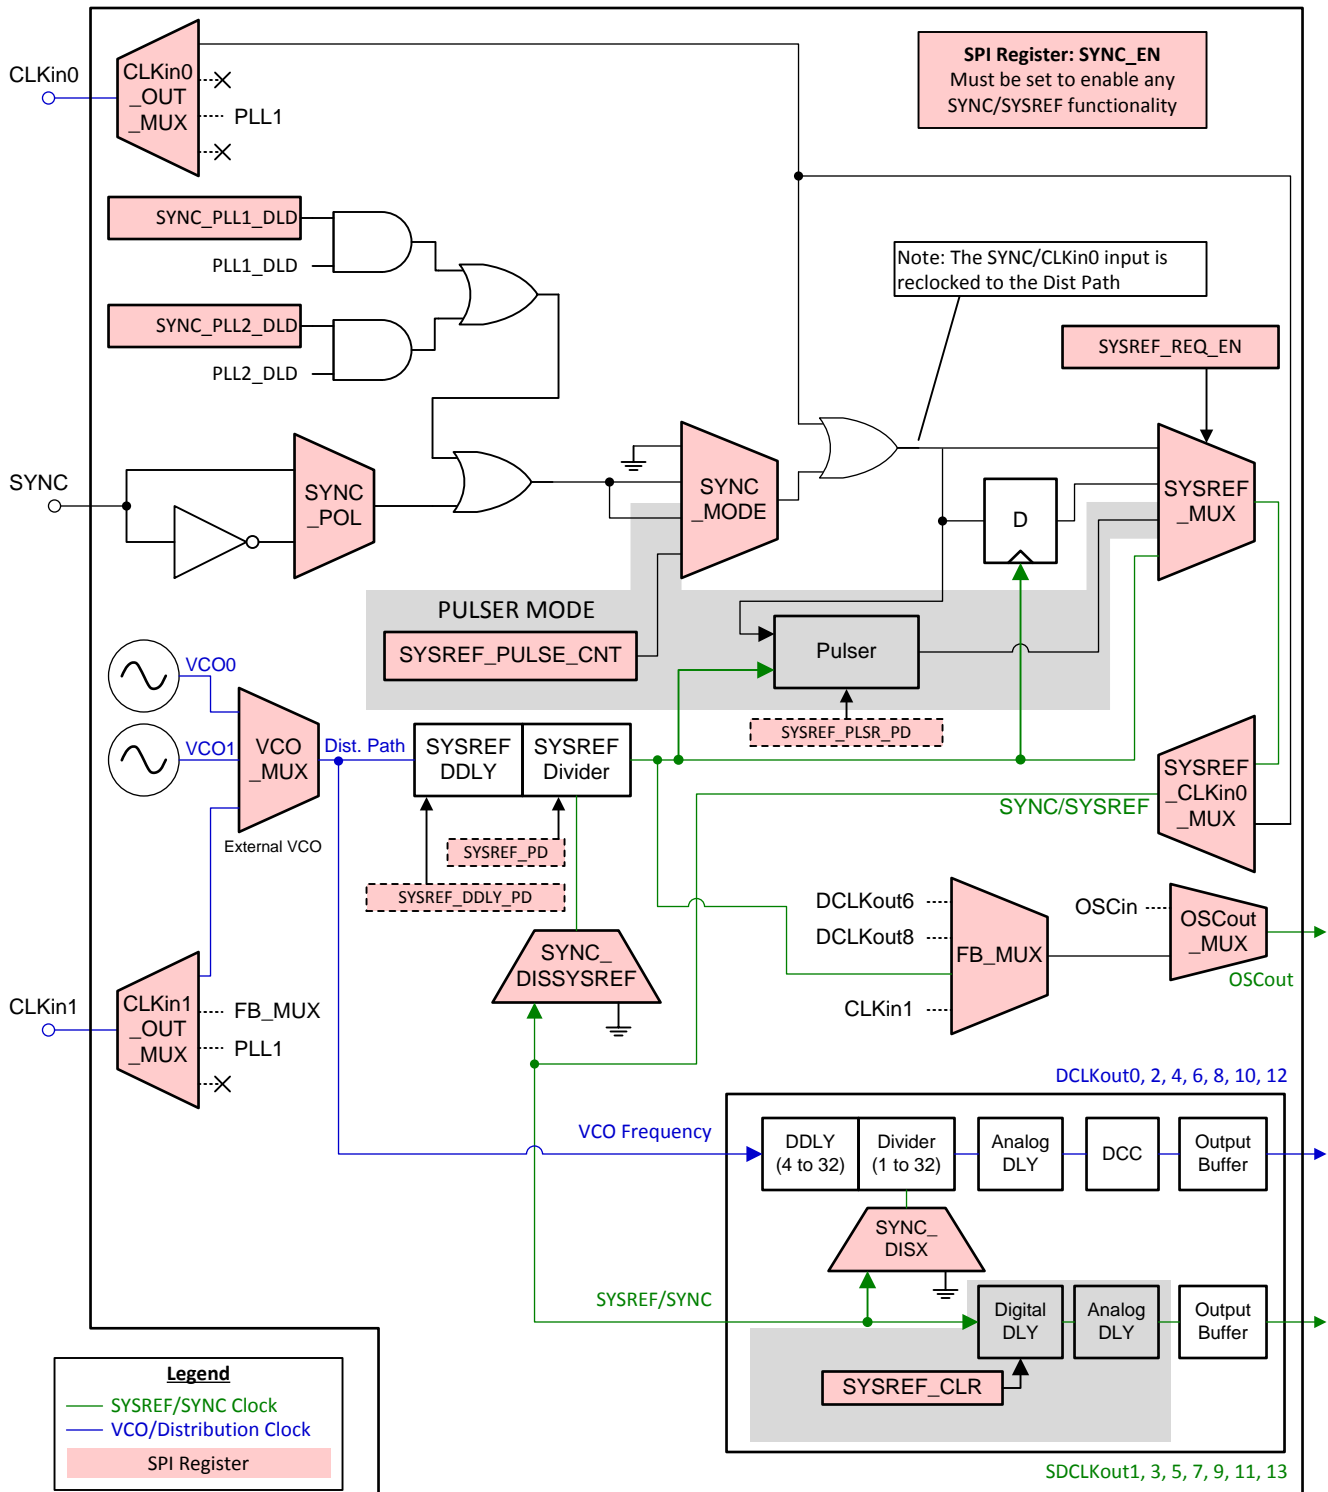 CLKin0
CLKin0
_OUT
_MUX
PLL1
SPI Register: SYNC_EN
Must be set to enable any
SYNC/SYSREF functionality
SYNC_PLL1_DLD
PLL1_DLD
SYNC_PLL2_DLD
PLL2_DLD
Note: The SYNC/CLKin0 input is
reclocked to the Dist Path
SYSREF_REQ_EN
SYNC
SYNC
_POL
SYNC
_MODE
D
SYSREF
_MUX
PULSER MODE
SYSREF_PULSE_CNT
Pulser
SYSREF_PLSR_PD
VCO0
VCO1
VCO
_MUX
External VCO
Dist. Path
SYSREF
DDLY
SYSREF
Divider
SYSREF_PD
SYSREF_DDLY_PD
SYNC/SYSREF
SYSREF
_CLKin0
_MUX
SYNC_
DISSYSREF
DCLKout6
DCLKout8
CLKin1
FB_MUX
OSCin
OSCout
_MUX
OSCout
CLKin1
CLKin1
_OUT
_MUX
FB_MUX
PLL1
DCLKout0, 2, 4, 6, 8, 10, 12
VCO Frequency
DDLY
(4 to 32)
Divider
(1 to 32)
Analog
DLY
DCC
Output
Buffer
SYNC_
DISX
SYSREF/SYNC
Digital
DLY
Analog
DLY
Output
Buffer
SYSREF_CLR
SDCLKout1, 3, 5, 7, 9, 11, 13
Legend
SYSREF/SYNC Clock
VCO/Distribution Clock
SPI Register